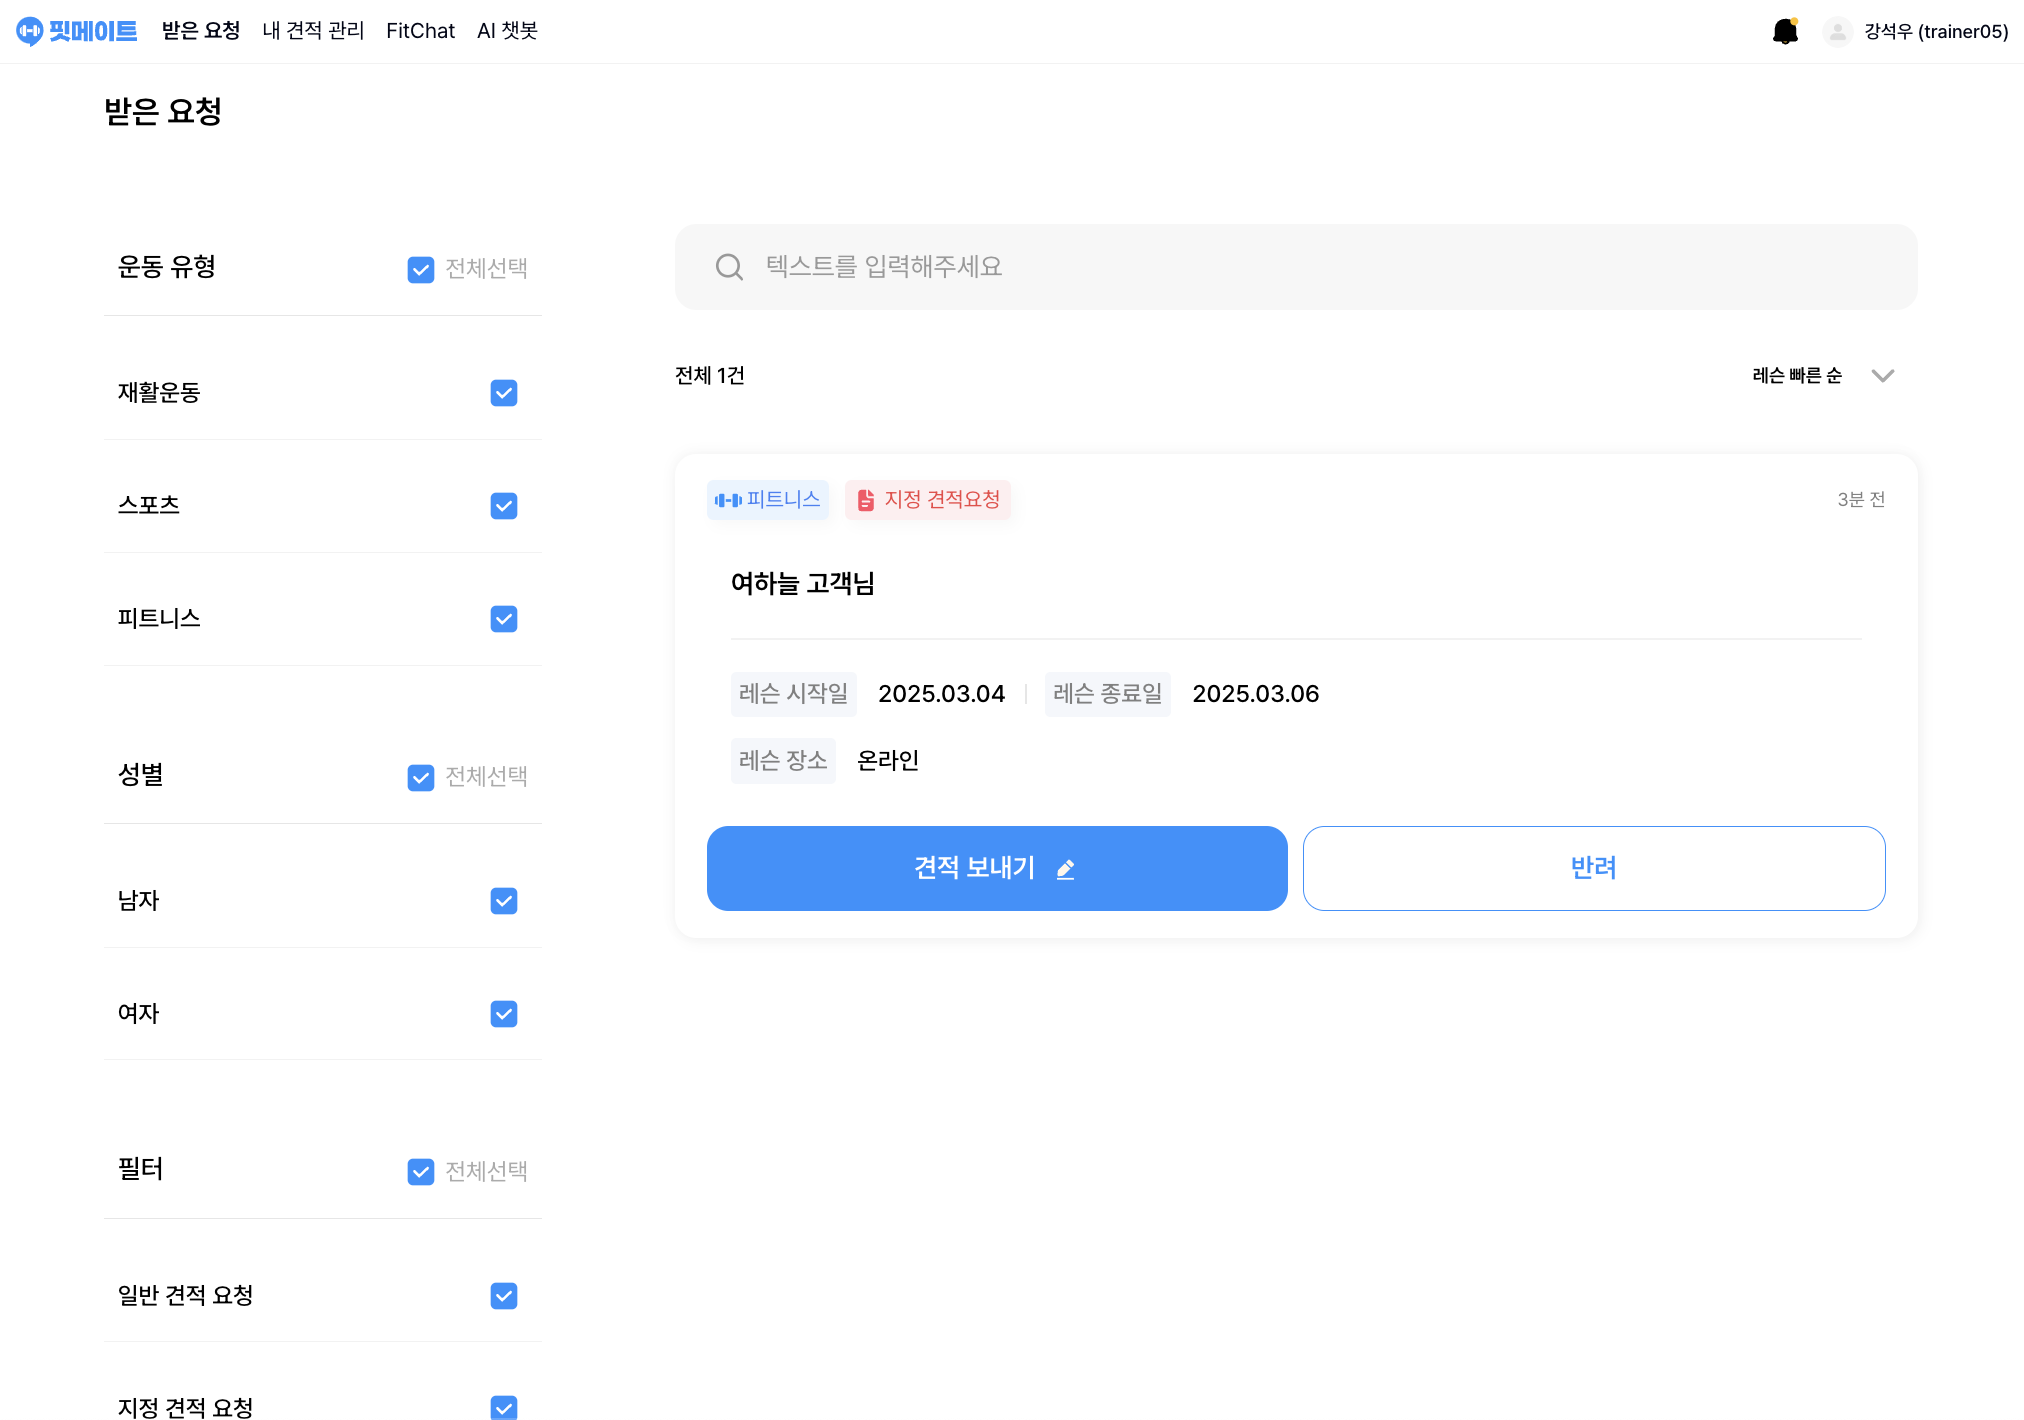 핏메이트 받은 요청 내 견적 관리 FitChat AI 챗봇 강석우 (trainer05)
받은 요청
운동 유형 전체선택
재활운동
스포츠
피트니스
성별 전체선택
남자
여자
필터 전체선택
일반 견적 요청
지정 견적 요청
텍스트를 입력해주세요
전체 1건 레슨 빠른 순
피트니스 지정 견적요청 3분 전
여하늘 고객님
레슨 시작일 2025.03.04 레슨 종료일 2025.03.06
레슨 장소 온라인
견적 보내기 반려